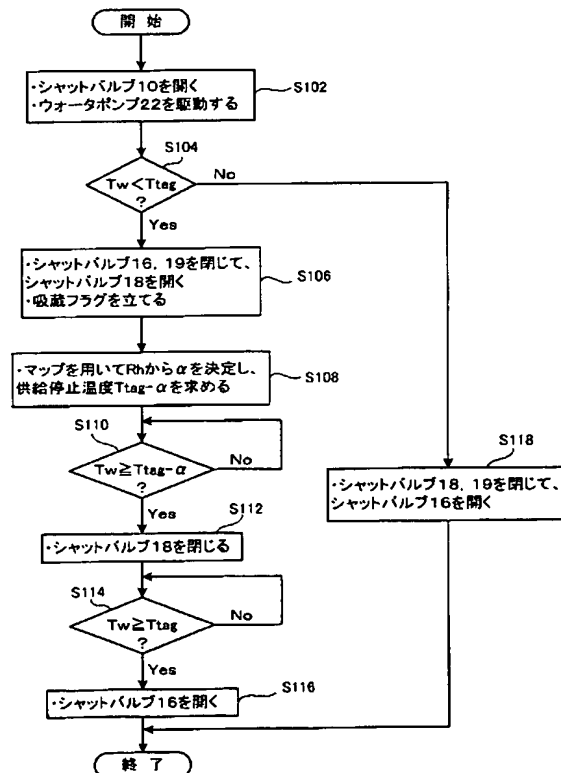 開 始
・シャットバルブ10を開く
・ウォータポンプ22を駆動する
S102
S104
Tw<Ttag
?
No
Yes
・シャットバルブ16, 19を閉じて、
シャットバルブ18を開く
・吸蔵フラグを立てる
S106
・マップを用いてRhからαを決定し、
供給停止温度Ttag-αを求める
S108
S110
Tw≧Ttag-α
?
No
Yes
S112
・シャットバルブ18を閉じる
S114
Tw≧Ttag
?
No
Yes
・シャットバルブ16を開く
S116
S118
・シャットバルブ18, 19を閉じて、
シャットバルブ16を開く
終 了